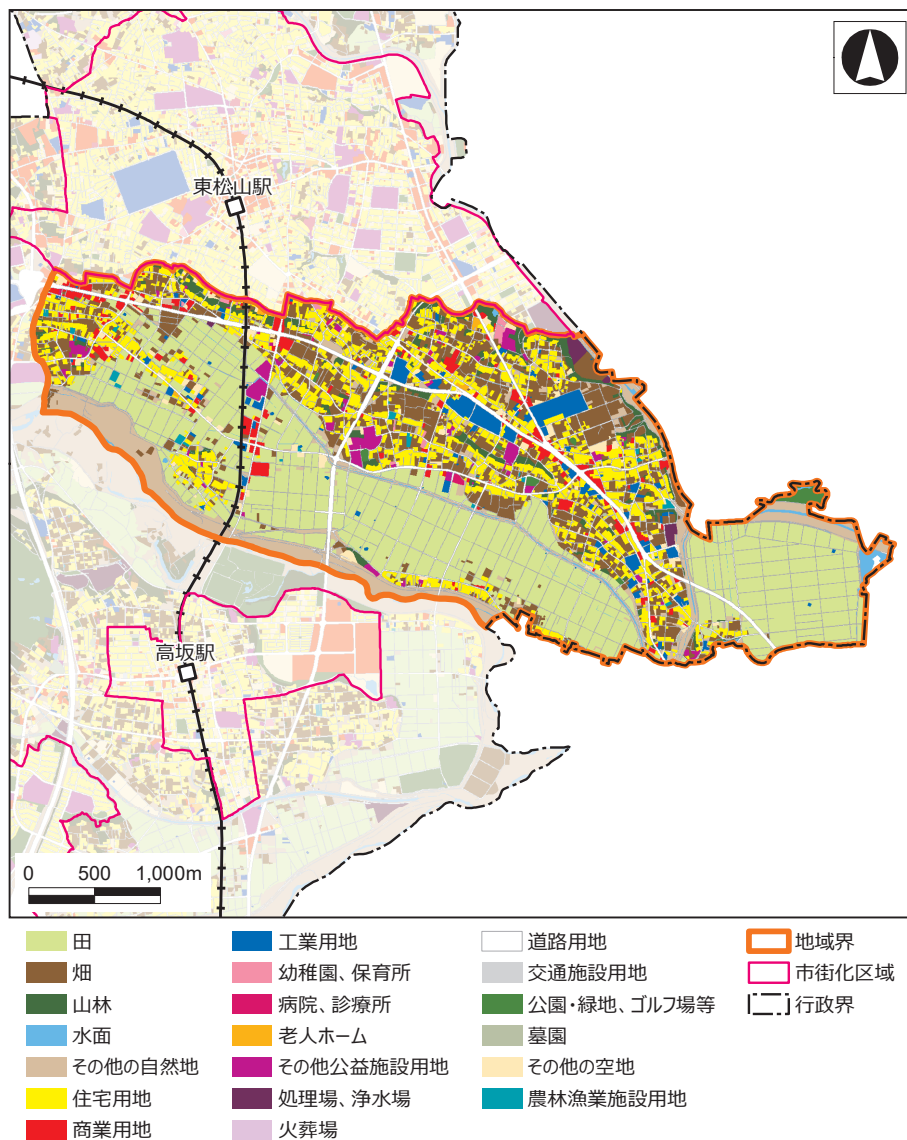 東松山駅
高坂駅
0 500 1,000m
田
畑
山林
水面
その他の自然地
住宅用地
商業用地
工業用地
幼稚園、保育所
病院、診療所
老人ホーム
その他公益施設用地
処理場、浄水場
火葬場
道路用地
交通施設用地
公園・緑地、ゴルフ場等
墓園
その他の空地
農林漁業施設用地
地域界
市街化区域
行政界